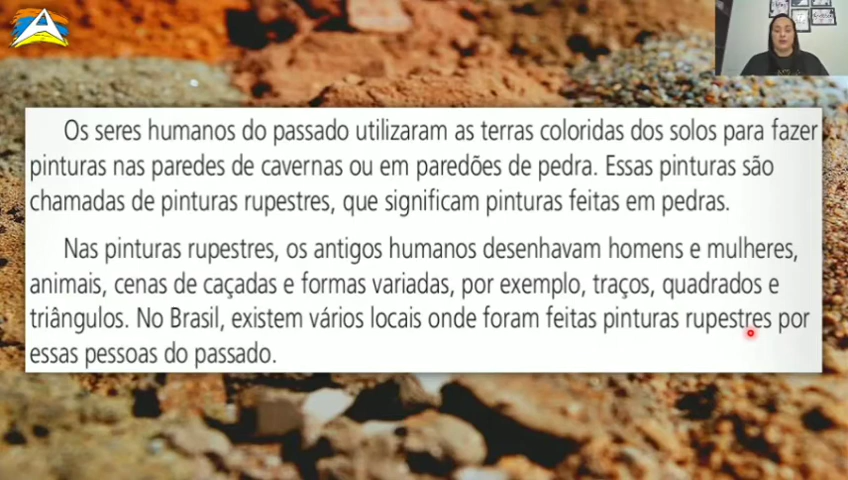 Os seres humanos do passado utilizaram as terras coloridas dos solos para fazer
pinturas nas paredes de cavernas ou em paredões de pedra. Essas pinturas são
chamadas de pinturas rupestres, que significam pinturas feitas em pedras.
Nas pinturas rupestres, os antigos humanos desenhavam homens e mulheres,
animais, cenas de caçadas e formas variadas, por exemplo, traços, quadrados e
triângulos. No Brasil, existem vários locais onde foram feitas pinturas rupestres por
essas pessoas do passado.